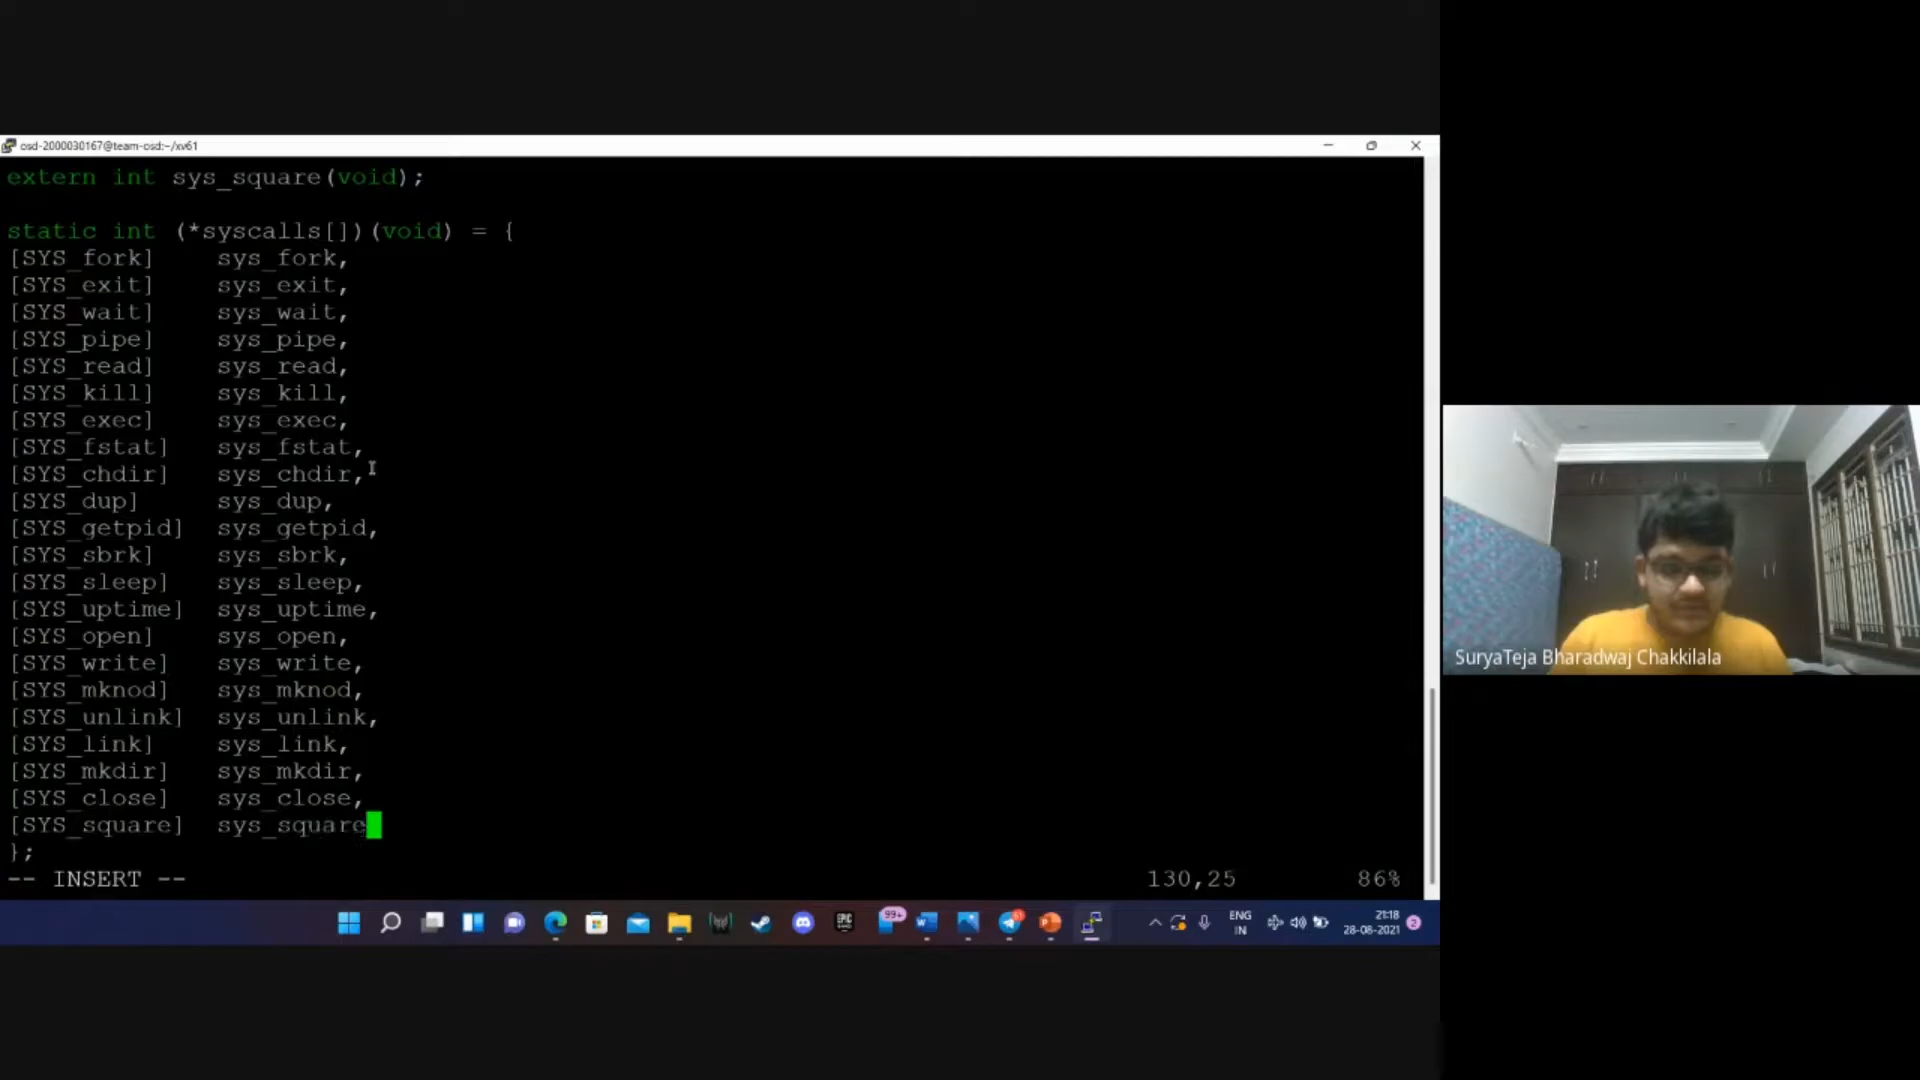 osd-2000030167@team-osd:~/xv61
extern int sys_square(void);
static int (*syscalls[])(void) = {
[SYS_fork]    sys_fork,
[SYS_exit]    sys_exit,
[SYS_wait]    sys_wait,
[SYS_pipe]    sys_pipe,
[SYS_read]    sys_read,
[SYS_kill]    sys_kill,
[SYS_exec]    sys_exec,
[SYS_fstat]   sys_fstat,
[SYS_chdir]   sys_chdir,
[SYS_dup]     sys_dup,
[SYS_getpid]  sys_getpid,
[SYS_sbrk]    sys_sbrk,
[SYS_sleep]   sys_sleep,
[SYS_uptime]  sys_uptime,
[SYS_open]    sys_open,
[SYS_write]   sys_write,
[SYS_mknod]   sys_mknod,
[SYS_unlink]  sys_unlink,
[SYS_link]    sys_link,
[SYS_mkdir]   sys_mkdir,
[SYS_close]   sys_close,
[SYS_square]  sys_square
};
-- INSERT -- 130,25 86%
SuryaTeja Bharadwaj Chakkilala
EPIC
99+
ENG
IN
21:18
28-08-2021
2